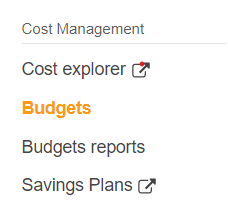 Cost Management
Cost explorer
Budgets
Budgets reports
Savings Plans